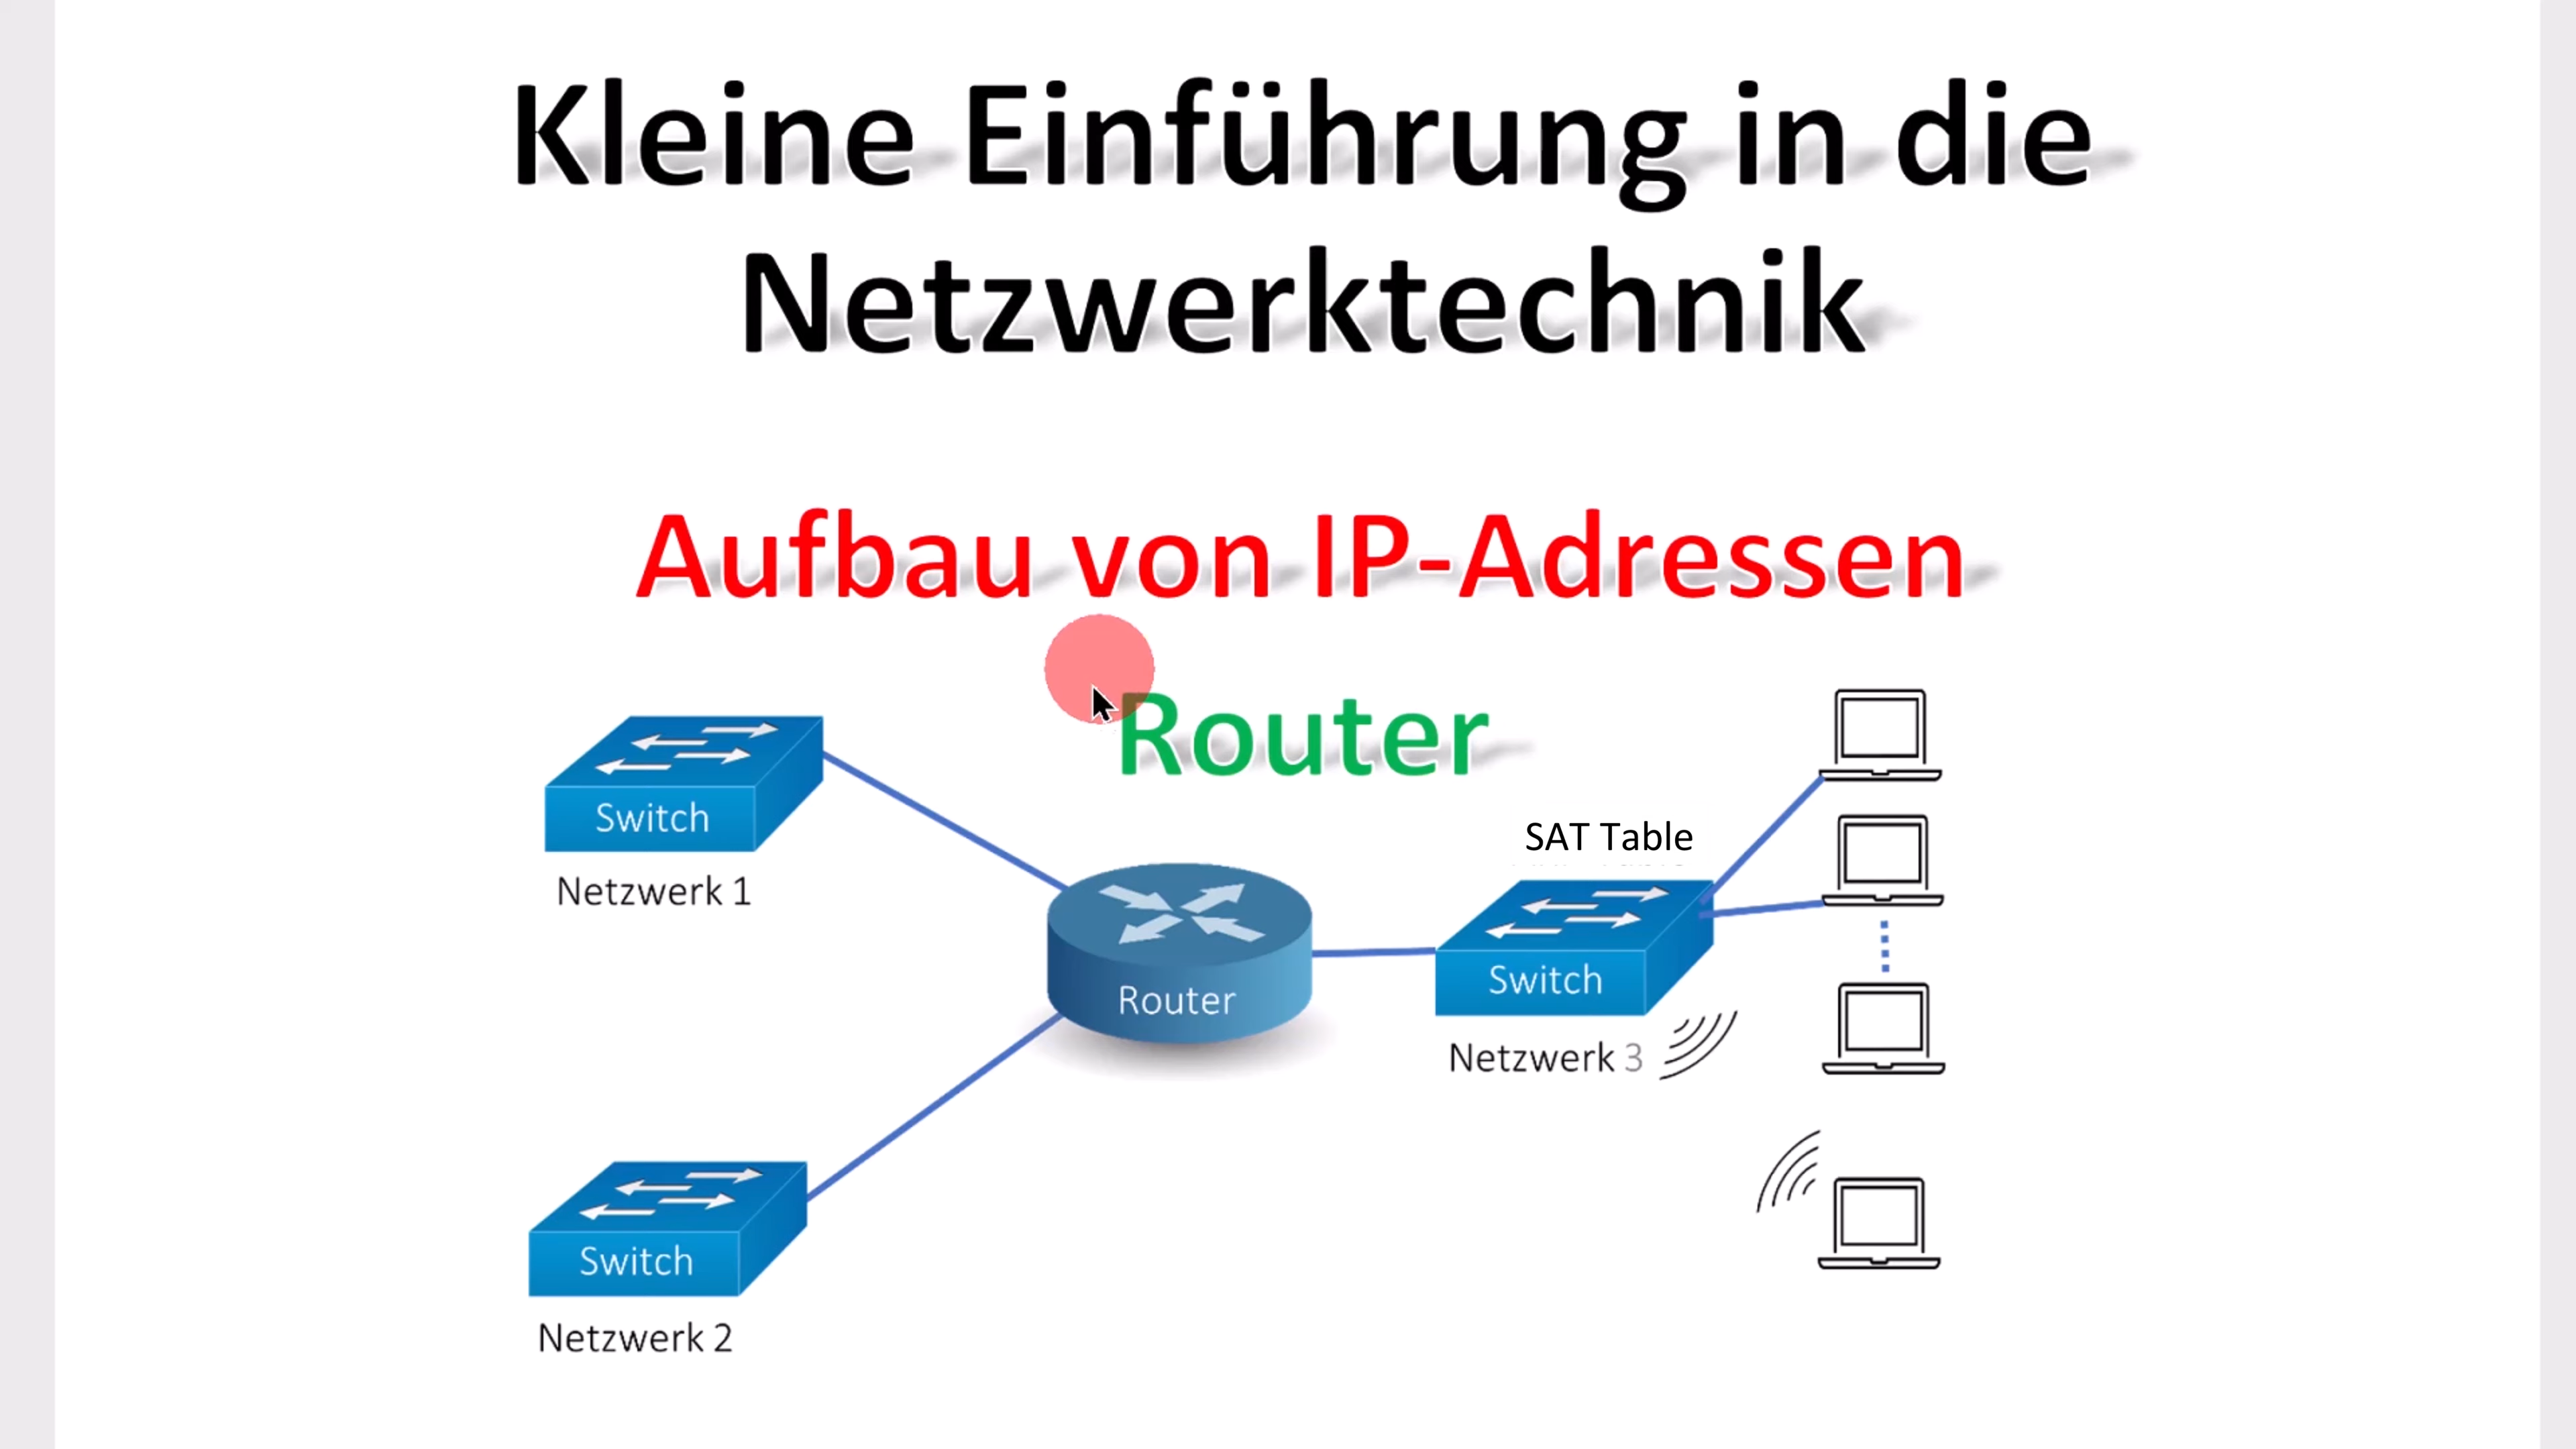 Kleine Einführung in die
Netzwerktechnik
Aufbau von IP-Adressen
Router
Switch
Netzwerk 1
SAT Table
Router
Switch
Netzwerk 3
Switch
Netzwerk 2